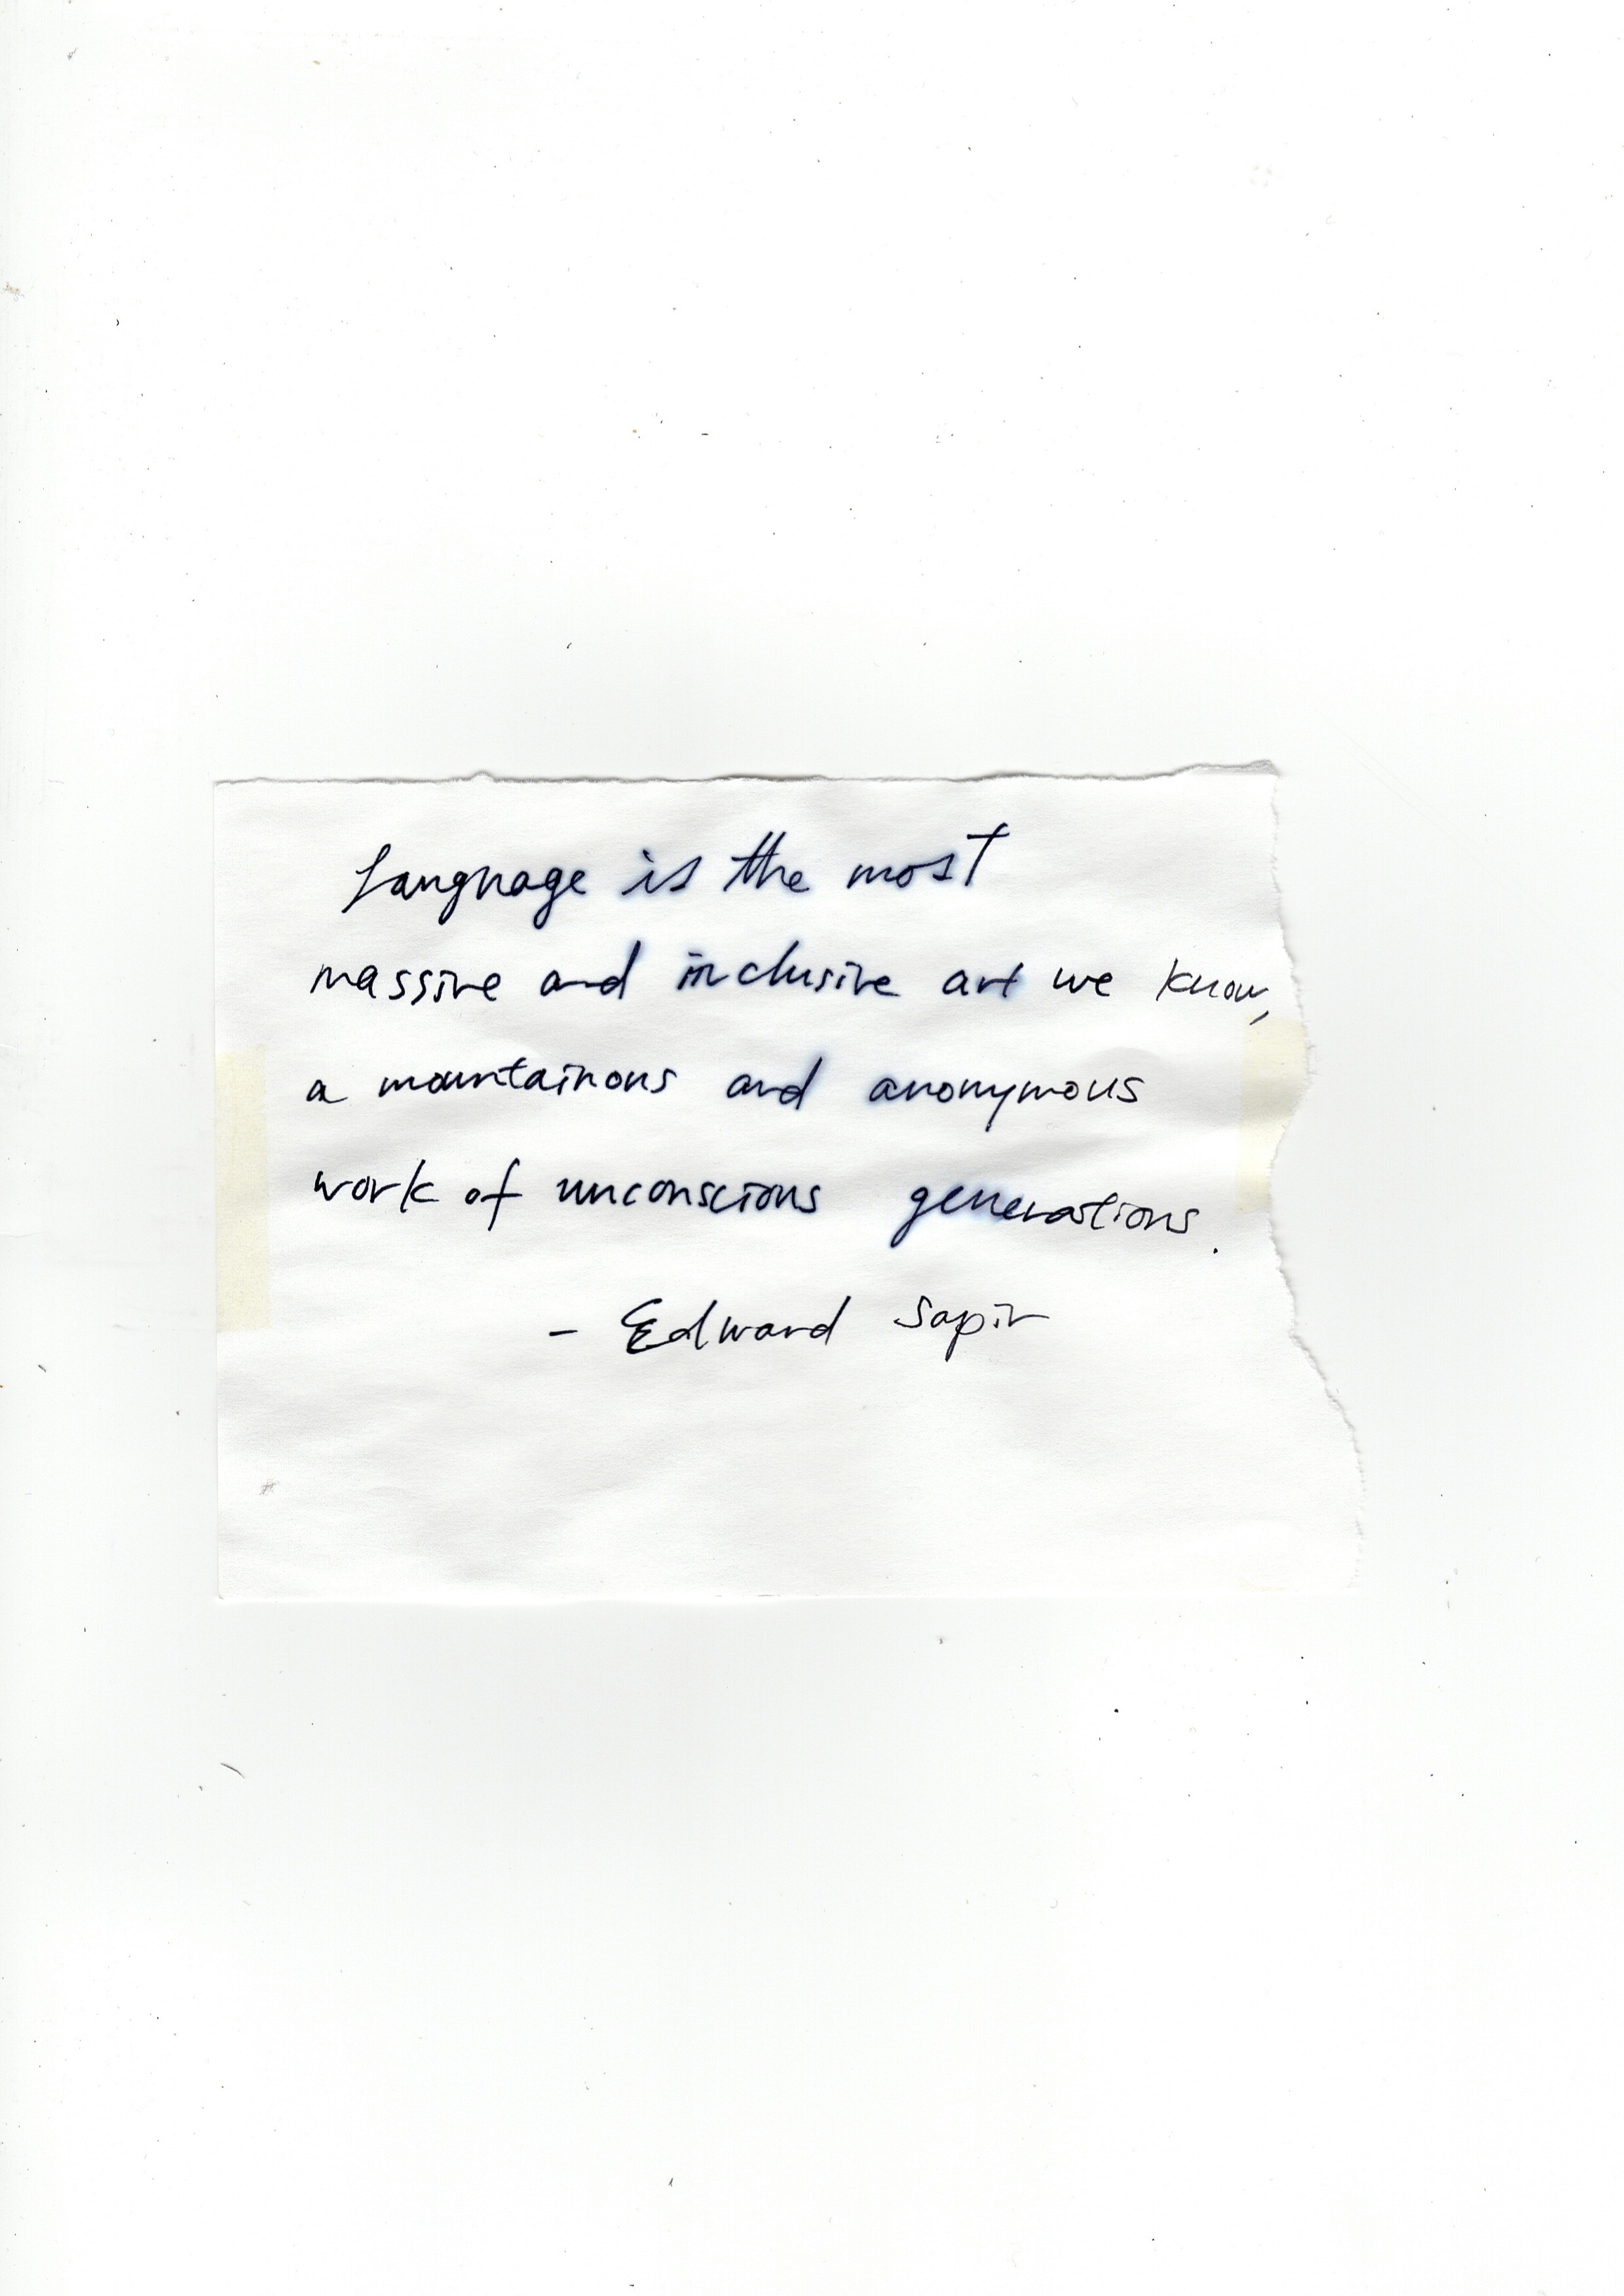 Language is the most
massive and inclusive art we know,
a mountainous and anonymous
work of unconscious generations.
- Edward Sapir